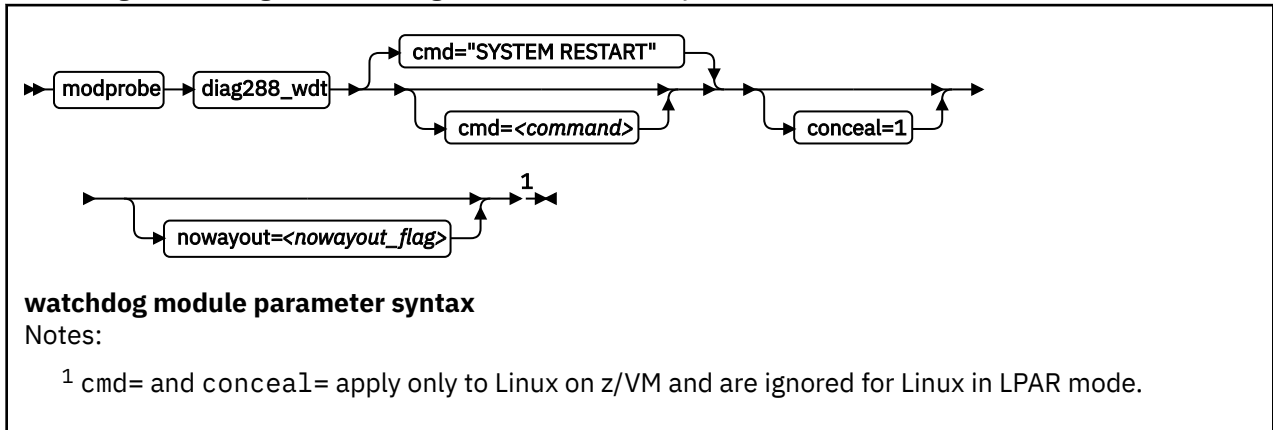 cmd="SYSTEM RESTART"
modprobe diag288_wdt
cmd=<command> conceal=1
1
nowayout=<nowayout_flag>
watchdog module parameter syntax
Notes:
1 cmd= and conceal= apply only to Linux on z/VM and are ignored for Linux in LPAR mode.